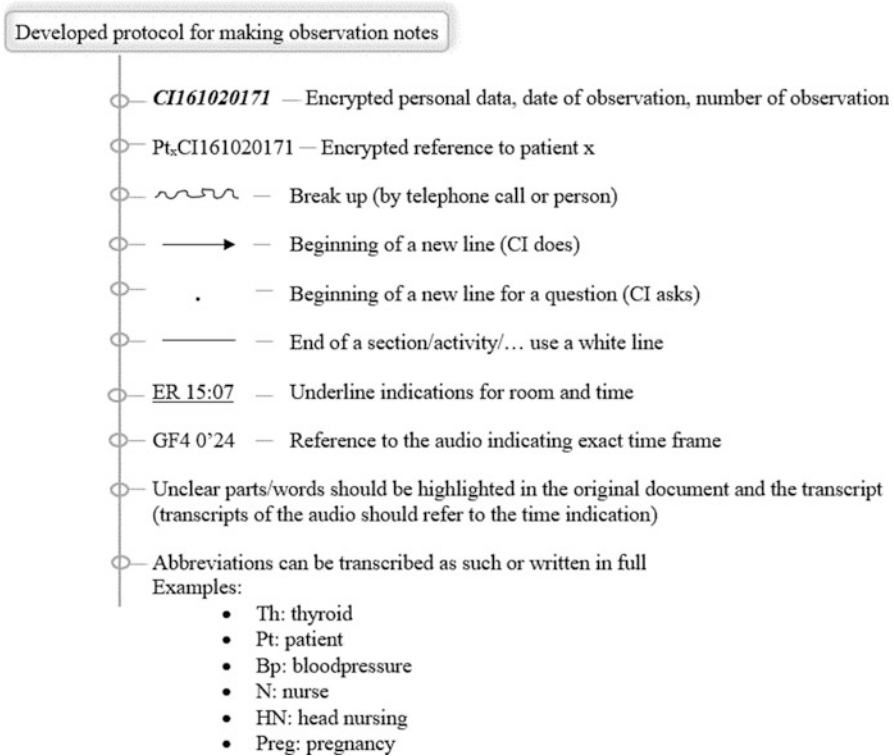 Developed protocol for making observation notes
CI161020171 — Encrypted personal data, date of observation, number of observation
PtₓCI161020171 — Encrypted reference to patient x
— Break up (by telephone call or person)
— Beginning of a new line (CI does)
. — Beginning of a new line for a question (CI asks)
— End of a section/activity/… use a white line
ER 15:07 — Underline indications for room and time
GF4 0’24 — Reference to the audio indicating exact time frame
Unclear parts/words should be highlighted in the original document and the transcript
(transcripts of the audio should refer to the time indication)
Abbreviations can be transcribed as such or written in full
Examples:
• Th: thyroid
• Pt: patient
• Bp: bloodpressure
• N: nurse
• HN: head nursing
• Preg: pregnancy